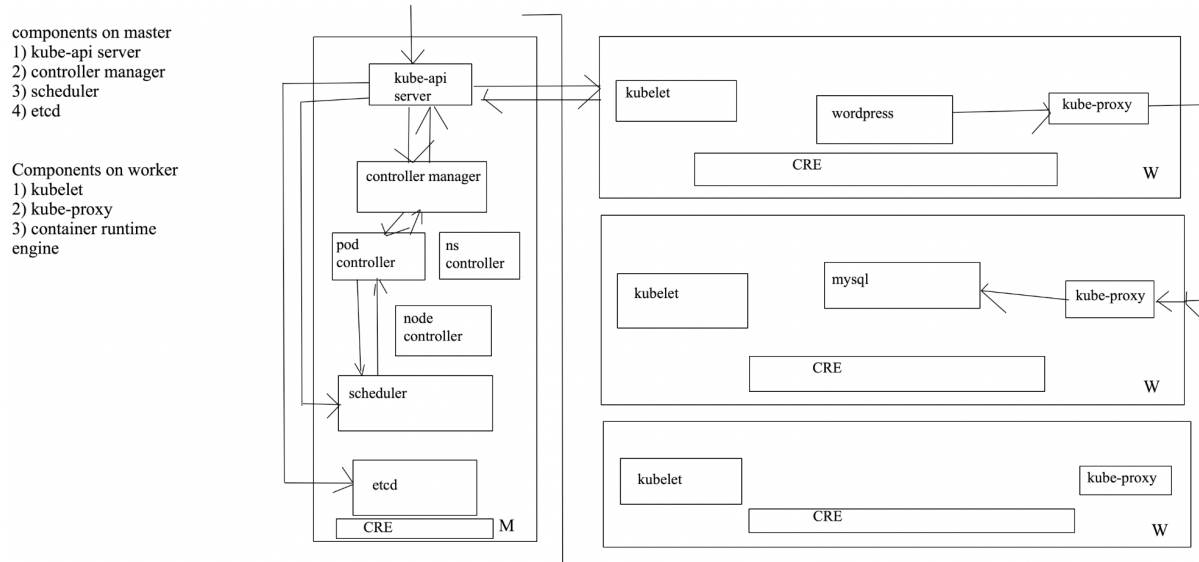 components on master
1) kube-api server
2) controller manager
3) scheduler
4) etcd
Components on worker
1) kubelet
2) kube-proxy
3) container runtime
engine
kube-api
server
controller manager
pod
controller
ns
controller
node
controller
scheduler
etcd
CRE
M
kubelet
wordpress
kube-proxy
CRE
W
kubelet
mysql
kube-proxy
CRE
W
kubelet
kube-proxy
CRE
W